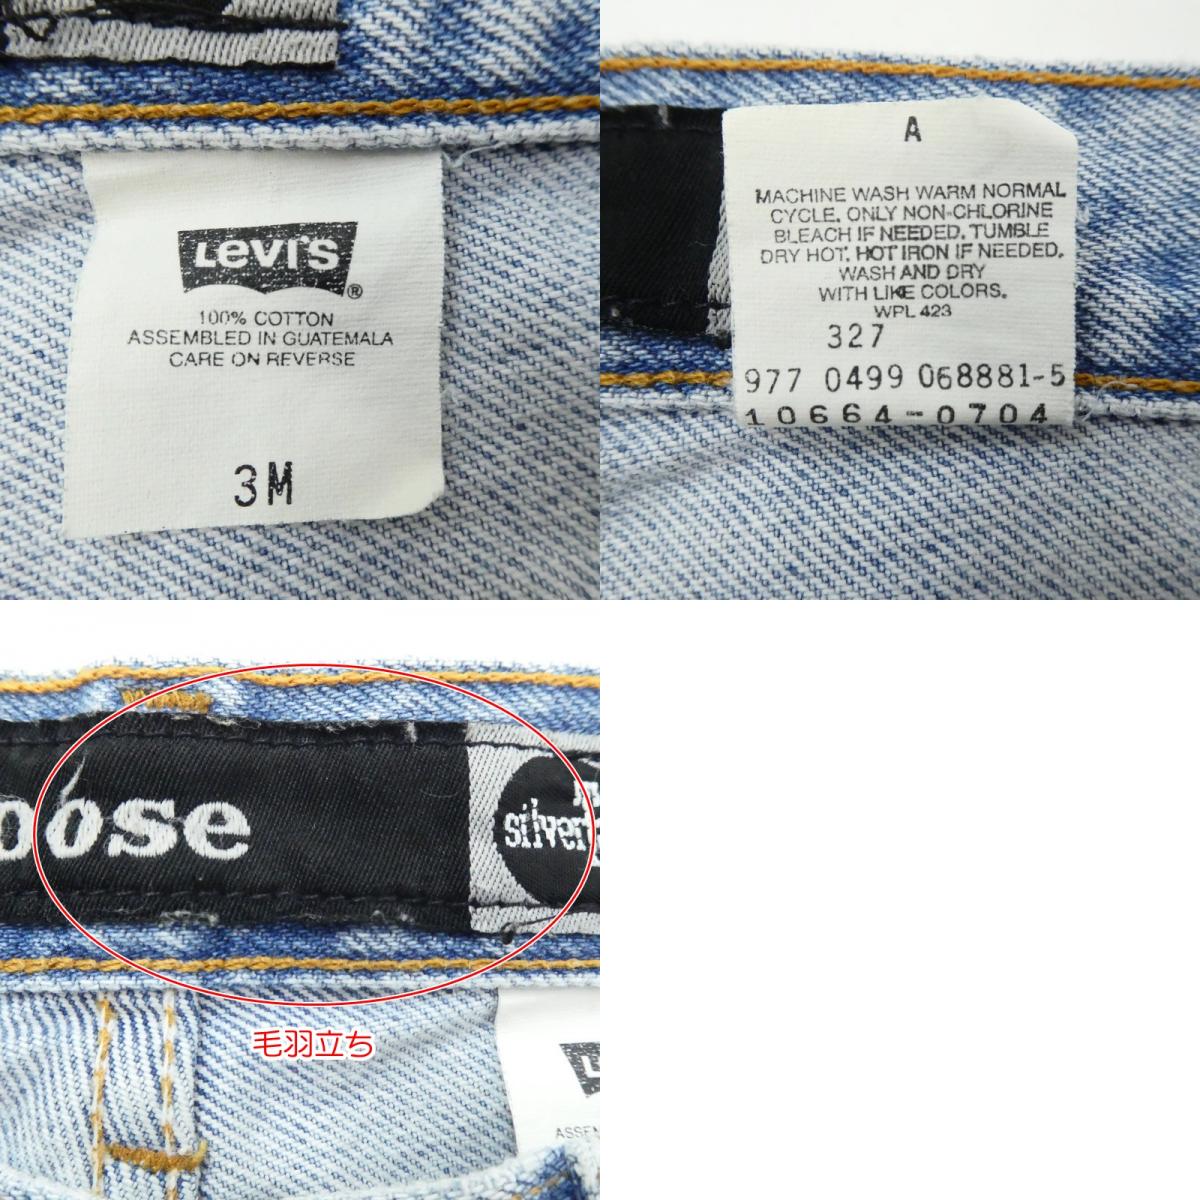 LEVI'S®
100% COTTON
ASSEMBLED IN GUATEMALA
CARE ON REVERSE
3M
A
MACHINE WASH WARM NORMAL
CYCLE. ONLY NON-CHLORINE
BLEACH IF NEEDED. TUMBLE
DRY HOT. HOT IRON IF NEEDED.
WASH AND DRY
WITH LIKE COLORS.
WPL 423
327
977 0499 068881-5
10664-0704
oose
silver
毛羽立ち
L
ASSEN